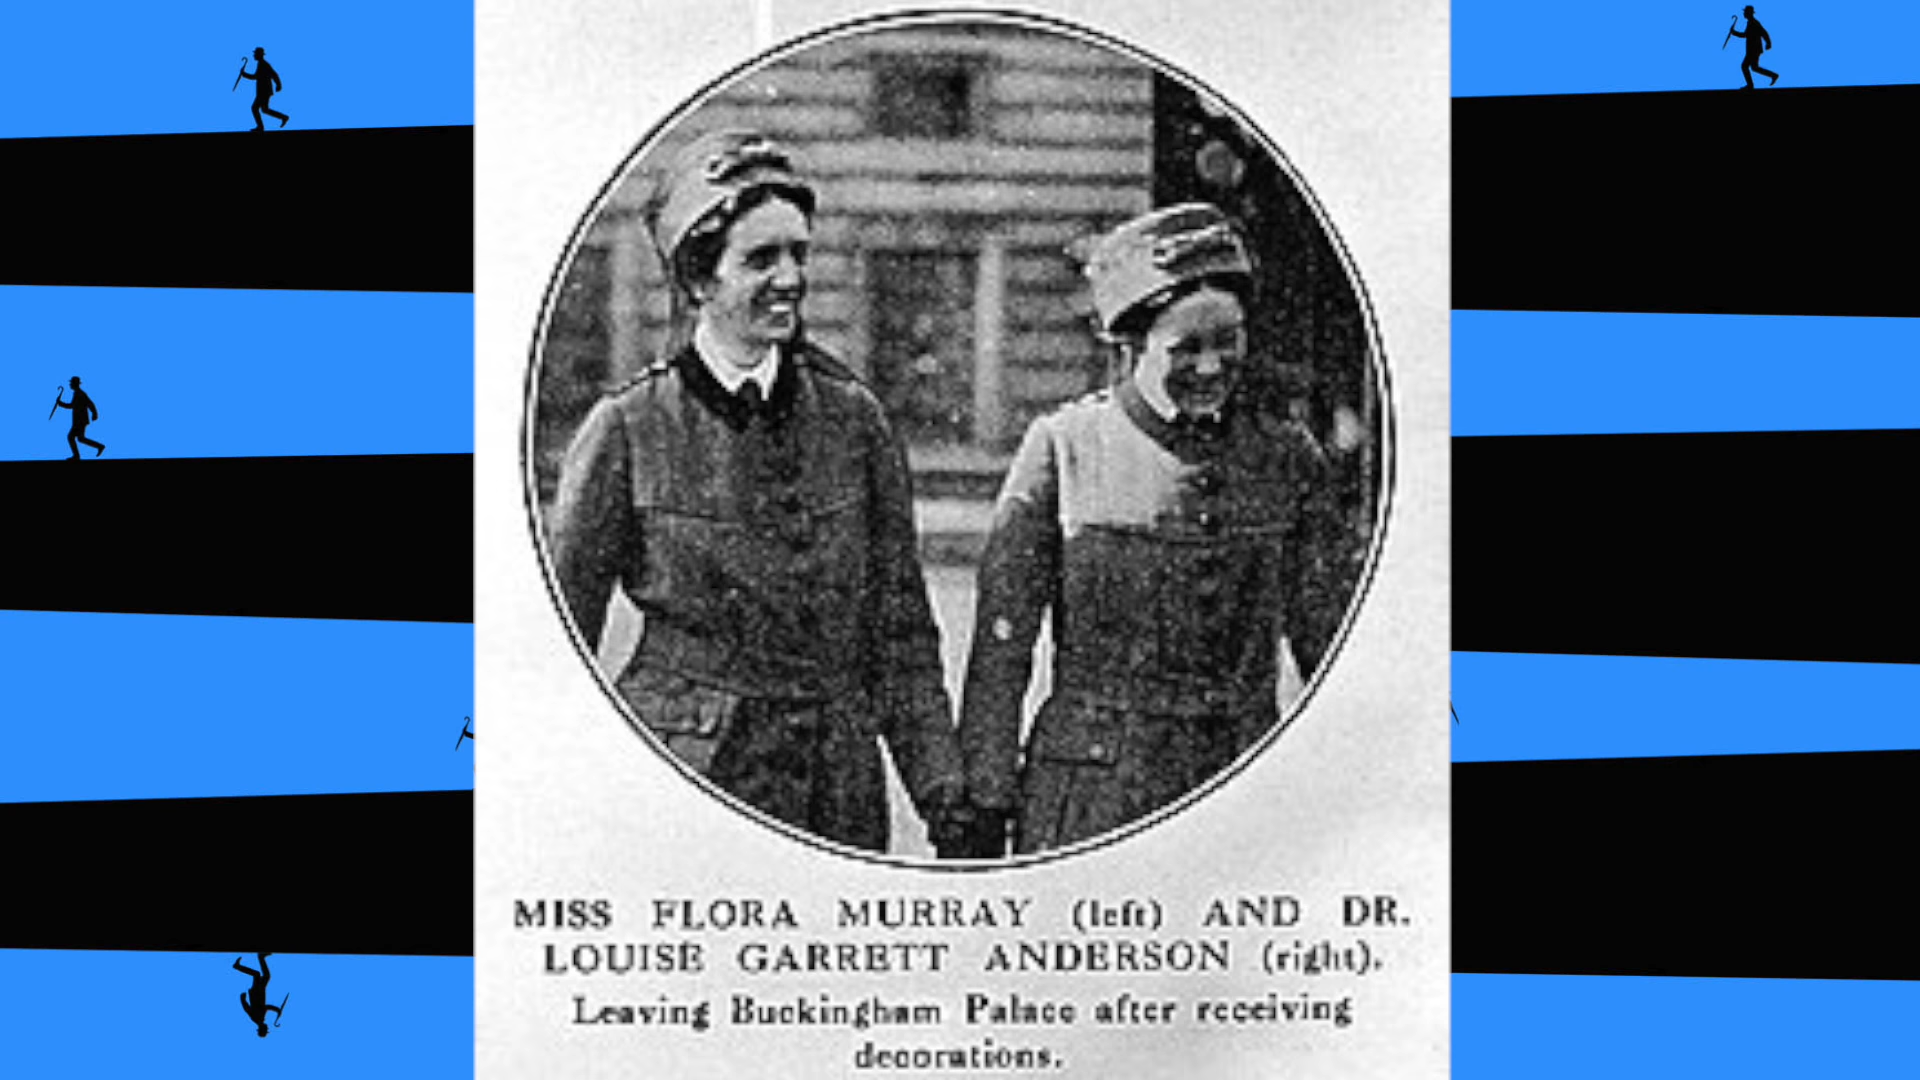 MISS FLORA MURRAY (left) AND DR.
LOUISE GARRETT ANDERSON (right).
Leaving Buckingham Palace after receiving
decorations.